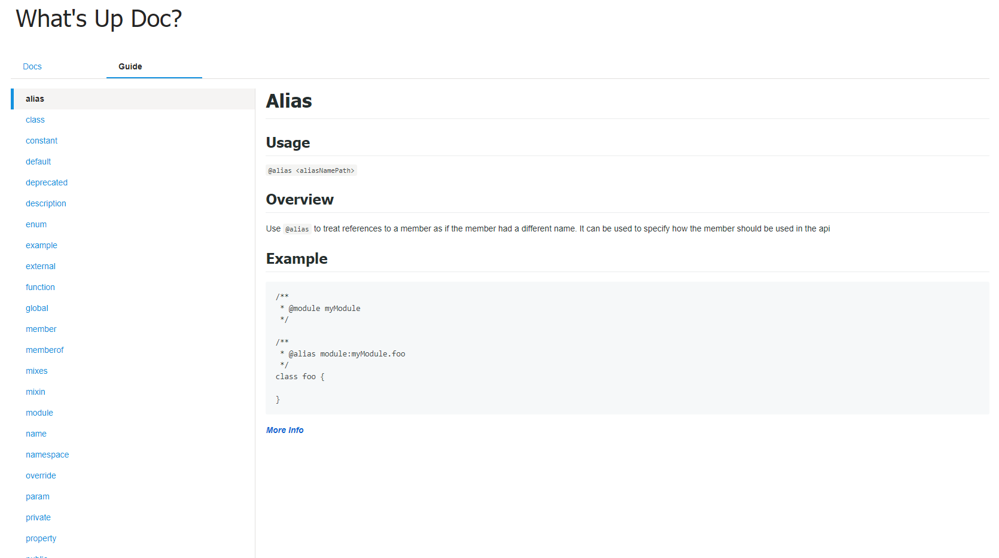 What's Up Doc?
Docs
Guide
alias
class
constant
default
deprecated
description
enum
example
external
function
global
member
memberof
mixes
mixin
module
name
namespace
override
param
private
property
Alias
Usage
@alias <aliasNamePath>
Overview
Use @alias to treat references to a member as if the member had a different name. It can be used to specify how the member should be used in the api
Example
/**
 * @module myModule
 */
/**
 * @alias module:myModule.foo
 */
class foo {
}
More Info